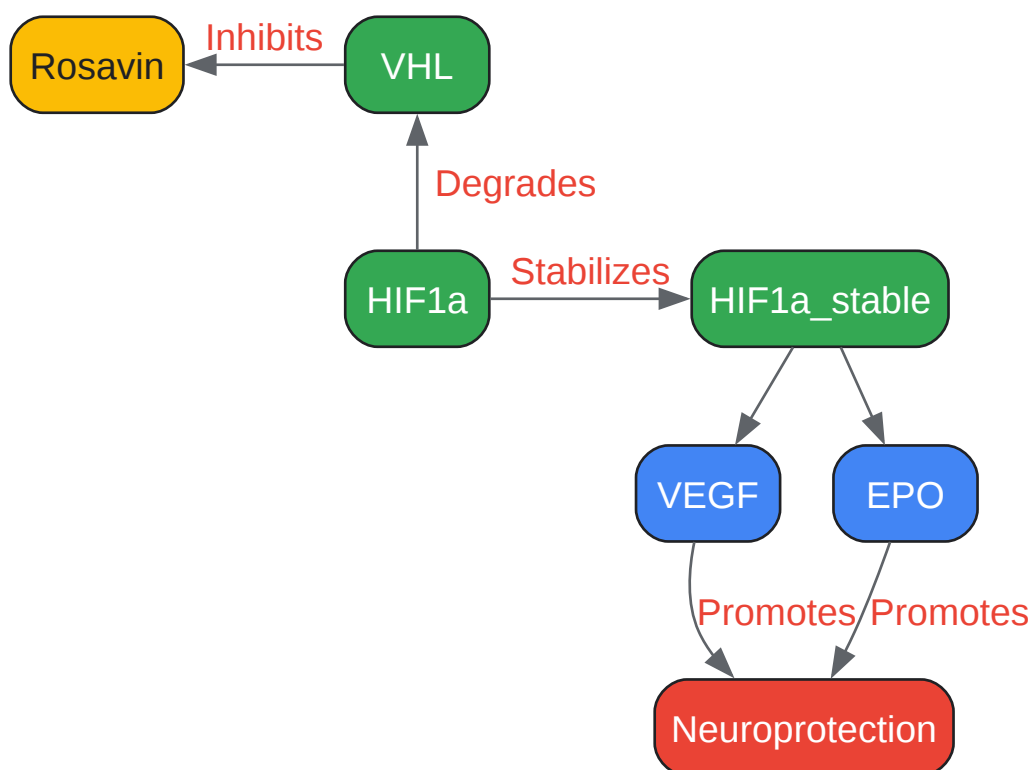 Inhibits
Rosavin
VHL
Degrades
Stabilizes
HIF1a
HIF1a_stable
VEGF
EPO
Promotes
Promotes
Neuroprotection